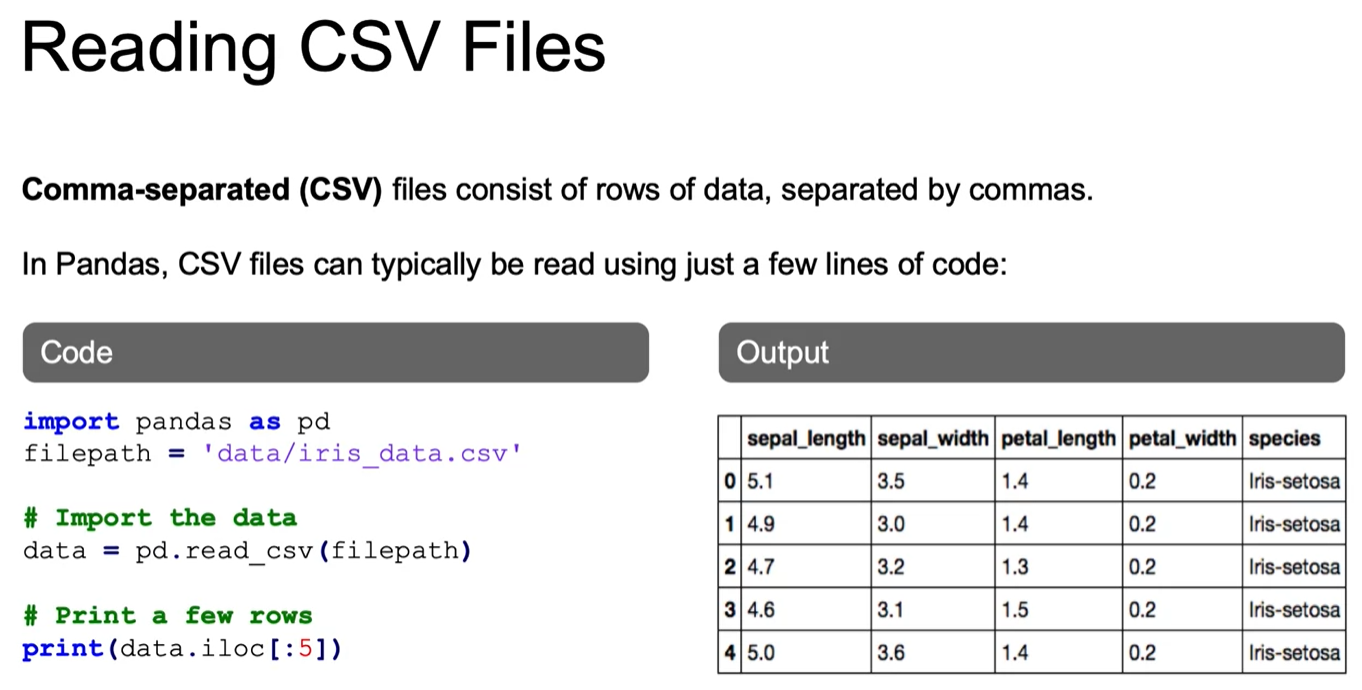 Reading CSV Files
Comma-separated (CSV) files consist of rows of data, separated by commas.
In Pandas, CSV files can typically be read using just a few lines of code:
Code
import pandas as pd
filepath = 'data/iris_data.csv'
# Import the data
data = pd.read_csv(filepath)
# Print a few rows
print(data.iloc[:5])
Output
sepal_length sepal_width petal_length petal_width species
0 5.1 3.5 1.4 0.2 Iris-setosa
1 4.9 3.0 1.4 0.2 Iris-setosa
2 4.7 3.2 1.3 0.2 Iris-setosa
3 4.6 3.1 1.5 0.2 Iris-setosa
4 5.0 3.6 1.4 0.2 Iris-setosa